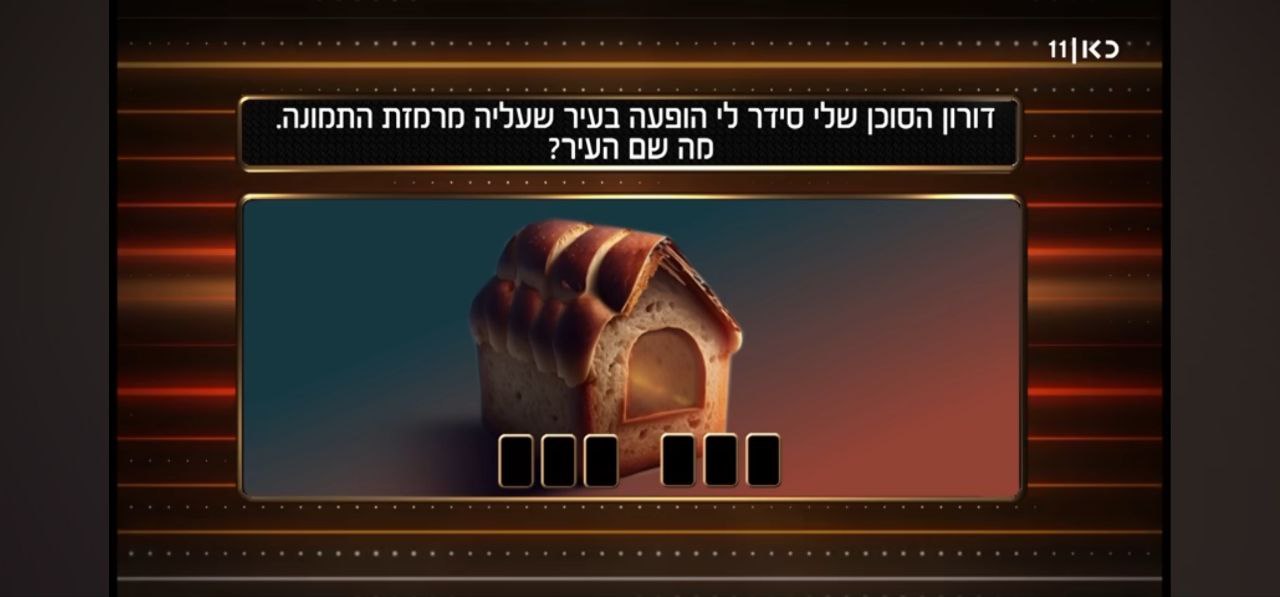 כאן|11
דורון הסוכן שלי סידר לי הופעה בעיר שעליה מרמזת התמונה.
מה שם העיר?